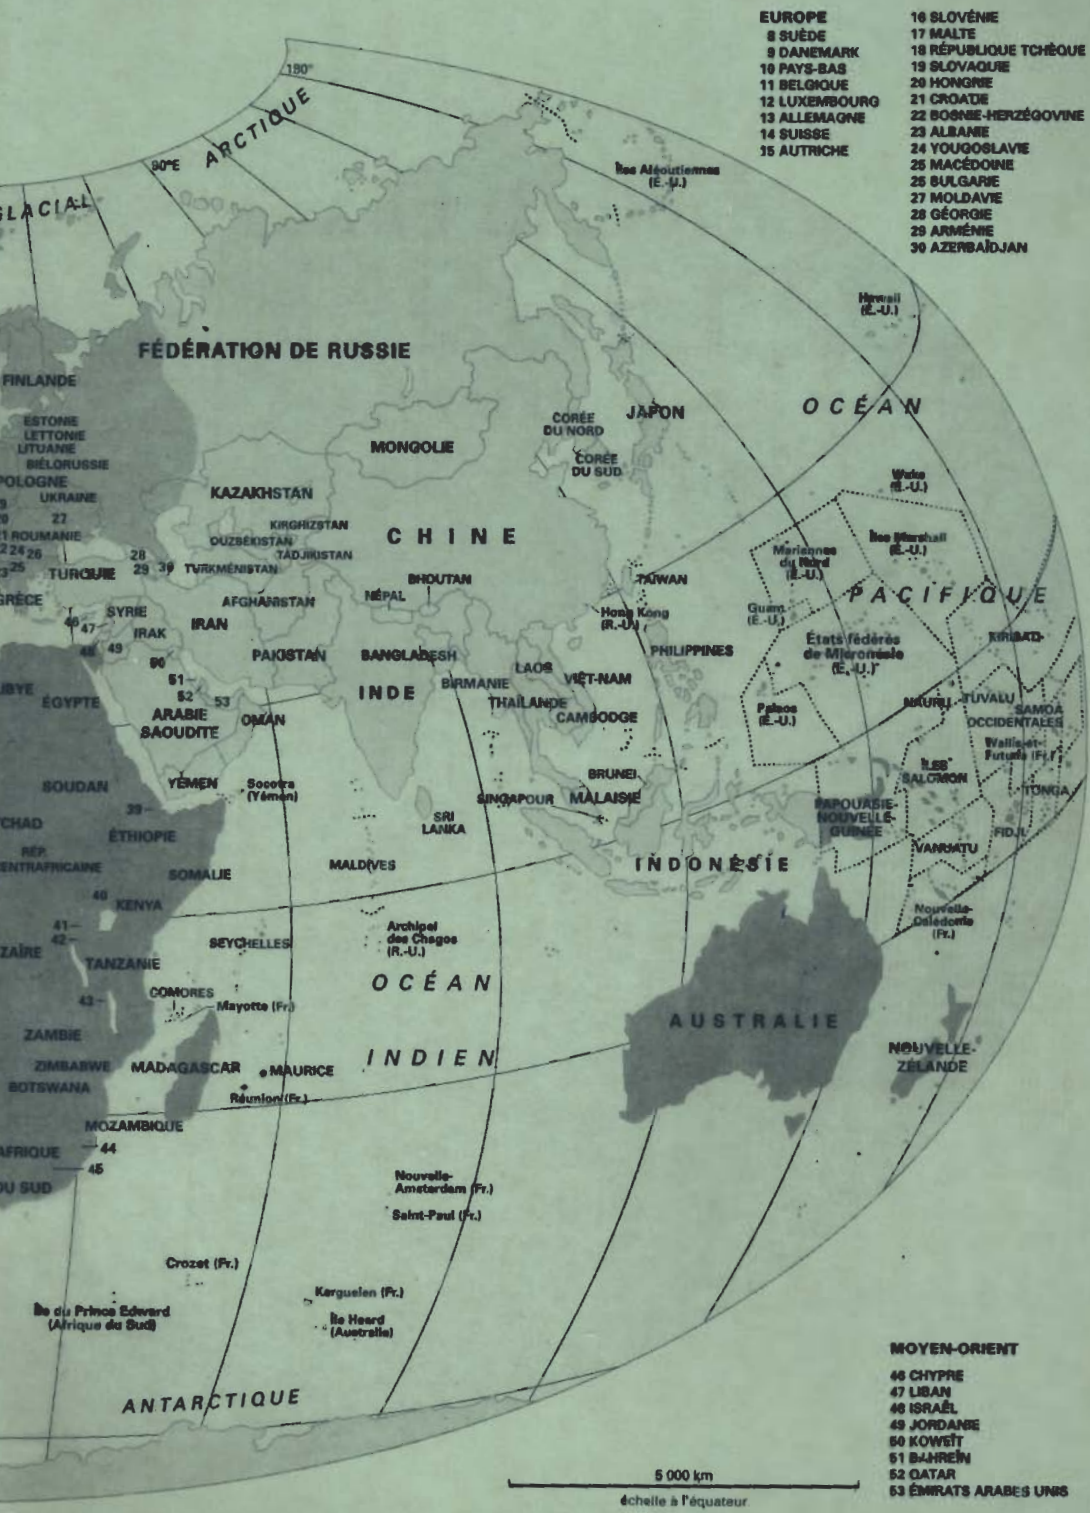 EUROPE
8 SUÈDE
9 DANEMARK
10 PAYS-BAS
11 BELGIQUE
12 LUXEMBOURG
13 ALLEMAGNE
14 SUISSE
15 AUTRICHE
16 SLOVÉNIE
17 MALTE
18 RÉPUBLIQUE TCHÈQUE
19 SLOVAQUIE
20 HONGRIE
21 CROATIE
22 BOSNIE-HERZÉGOVINE
23 ALBANIE
24 YOUGOSLAVIE
25 MACÉDOINE
26 BULGARIE
27 MOLDAVIE
28 GÉORGIE
29 ARMÉNIE
30 AZERBAÏDJAN
180°
ARCTIQUE
90°E
GLACIAL
Îles Aléoutiennes
(É.-U.)
Hawaii
(É.-U.)
FÉDÉRATION DE RUSSIE
FINLANDE
ESTONIE
LETTONIE
LITUANIE
BIÉLORUSSIE
POLOGNE
UKRAINE
27
ROUMANIE
24 26
25
28
29 30
TURQUIE
GRÈCE
MONGOLIE
CORÉE
DU NORD
CORÉE
DU SUD
JAPON
OCÉAN
KAZAKHSTAN
KIRGHIZSTAN
OUZBÉKISTAN
TADJIKISTAN
TURKMÉNISTAN
CHINE
Wake
(É.-U.)
Îles Marshall
(É.-U.)
Mariannes
du Nord
(É.-U.)
PACIFIQUE
BHOUTAN
NÉPAL
AFGHANISTAN
TAIWAN
Hong Kong
(R.-U.)
Guam
(É.-U.)
SYRIE
46
47
48
49
IRAK
IRAN
50
51
52
53
PAKISTAN
BANGLADESH
INDE
BIRMANIE
LAOS
VIÊT-NAM
THAÏLANDE
CAMBODGE
PHILIPPINES
États fédérés
de Micronésie
(É.-U.)
KIRIBATI
Palaos
(É.-U.)
NAURU
TUVALU
SAMOA
OCCIDENTALES
Wallis-et-
Futuna (Fr.)
TONGA
FIDJI
ÎLES
SALOMON
VANUATU
PAPOUASIE-
NOUVELLE-
GUINÉE
Nouvelle-
Calédonie
(Fr.)
LIBYE
ÉGYPTE
ARABIE
SAOUDITE
OMAN
YÉMEN
Socotra
(Yémen)
SOUDAN
TCHAD
39
ÉTHIOPIE
RÉP.
CENTRAFRICAINE
SOMALIE
40
KENYA
41
42
ZAÏRE
TANZANIE
43
SRI
LANKA
MALDIVES
SINGAPOUR
BRUNEI
MALAISIE
INDONÉSIE
SEYCHELLES
Archipel
des Chagos
(R.-U.)
COMORES
Mayotte (Fr.)
OCÉAN
INDIEN
ZAMBIE
ZIMBABWE
BOTSWANA
MADAGASCAR
MAURICE
Réunion (Fr.)
MOZAMBIQUE
AFRIQUE
DU SUD
44
45
AUSTRALIE
NOUVELLE-
ZÉLANDE
Nouvelle-
Amsterdam (Fr.)
Saint-Paul (Fr.)
Crozet (Fr.)
Kerguelen (Fr.)
Île du Prince Edward
(Afrique du Sud)
Île Heard
(Australie)
ANTARCTIQUE
5 000 km
échelle à l'équateur
MOYEN-ORIENT
46 CHYPRE
47 LIBAN
48 ISRAËL
49 JORDANIE
50 KOWEÏT
51 BAHREÏN
52 QATAR
53 ÉMIRATS ARABES UNIS